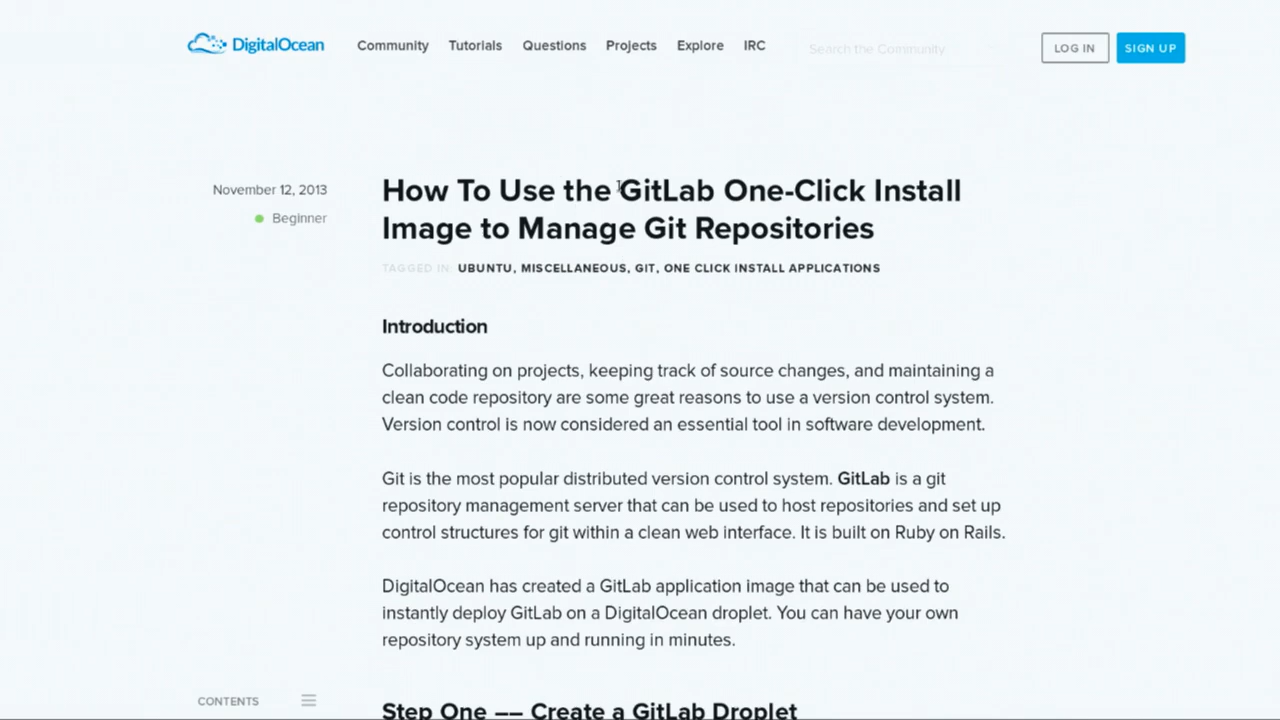 DigitalOcean Community Tutorials Questions Projects Explore IRC Search the Community LOG IN SIGN UP
November 12, 2013
Beginner
How To Use the GitLab One-Click Install
Image to Manage Git Repositories
TAGGED IN: UBUNTU, MISCELLANEOUS, GIT, ONE CLICK INSTALL APPLICATIONS
Introduction
Collaborating on projects, keeping track of source changes, and maintaining a
clean code repository are some great reasons to use a version control system.
Version control is now considered an essential tool in software development.
Git is the most popular distributed version control system. GitLab is a git
repository management server that can be used to host repositories and set up
control structures for git within a clean web interface. It is built on Ruby on Rails.
DigitalOcean has created a GitLab application image that can be used to
instantly deploy GitLab on a DigitalOcean droplet. You can have your own
repository system up and running in minutes.
CONTENTS
Step One –– Create a GitLab Droplet